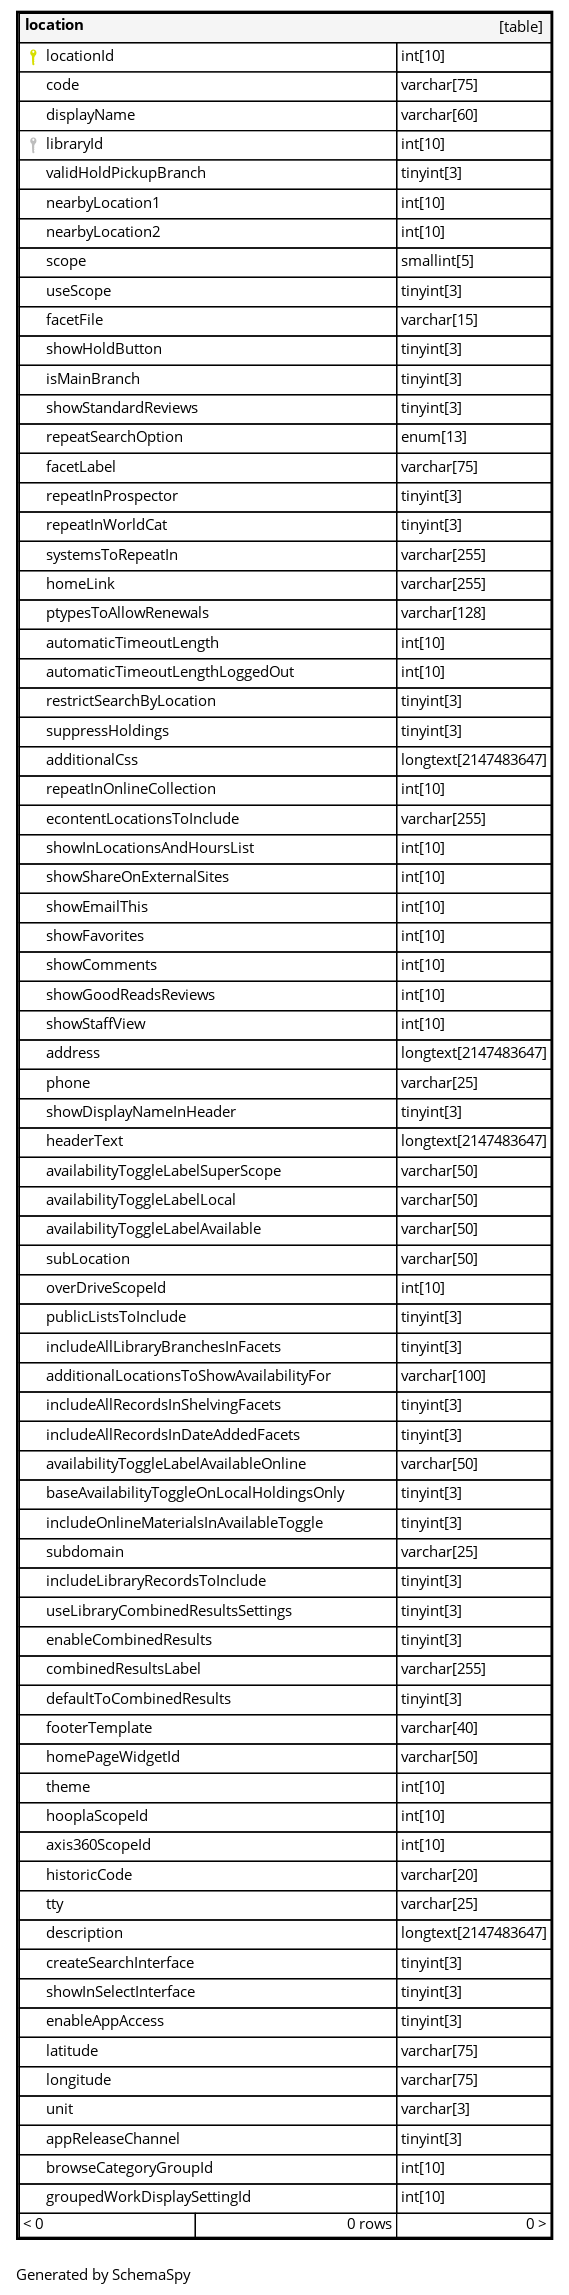 location [table]
locationId int[10]
code varchar[75]
displayName varchar[60]
libraryId int[10]
validHoldPickupBranch tinyint[3]
nearbyLocation1 int[10]
nearbyLocation2 int[10]
scope smallint[5]
useScope tinyint[3]
facetFile varchar[15]
showHoldButton tinyint[3]
isMainBranch tinyint[3]
showStandardReviews tinyint[3]
repeatSearchOption enum[13]
facetLabel varchar[75]
repeatInProspector tinyint[3]
repeatInWorldCat tinyint[3]
systemsToRepeatIn varchar[255]
homeLink varchar[255]
ptypesToAllowRenewals varchar[128]
automaticTimeoutLength int[10]
automaticTimeoutLengthLoggedOut int[10]
restrictSearchByLocation tinyint[3]
suppressHoldings tinyint[3]
additionalCss longtext[2147483647]
repeatInOnlineCollection int[10]
econtentLocationsToInclude varchar[255]
showInLocationsAndHoursList int[10]
showShareOnExternalSites int[10]
showEmailThis int[10]
showFavorites int[10]
showComments int[10]
showGoodReadsReviews int[10]
showStaffView int[10]
address longtext[2147483647]
phone varchar[25]
showDisplayNameInHeader tinyint[3]
headerText longtext[2147483647]
availabilityToggleLabelSuperScope varchar[50]
availabilityToggleLabelLocal varchar[50]
availabilityToggleLabelAvailable varchar[50]
subLocation varchar[50]
overDriveScopeId int[10]
publicListsToInclude tinyint[3]
includeAllLibraryBranchesInFacets tinyint[3]
additionalLocationsToShowAvailabilityFor varchar[100]
includeAllRecordsInShelvingFacets tinyint[3]
includeAllRecordsInDateAddedFacets tinyint[3]
availabilityToggleLabelAvailableOnline varchar[50]
baseAvailabilityToggleOnLocalHoldingsOnly tinyint[3]
includeOnlineMaterialsInAvailableToggle tinyint[3]
subdomain varchar[25]
includeLibraryRecordsToInclude tinyint[3]
useLibraryCombinedResultsSettings tinyint[3]
enableCombinedResults tinyint[3]
combinedResultsLabel varchar[255]
defaultToCombinedResults tinyint[3]
footerTemplate varchar[40]
homePageWidgetId varchar[50]
theme int[10]
hooplaScopeId int[10]
axis360ScopeId int[10]
historicCode varchar[20]
tty varchar[25]
description longtext[2147483647]
createSearchInterface tinyint[3]
showInSelectInterface tinyint[3]
enableAppAccess tinyint[3]
latitude varchar[75]
longitude varchar[75]
unit varchar[3]
appReleaseChannel tinyint[3]
browseCategoryGroupId int[10]
groupedWorkDisplaySettingId int[10]
< 0 0 rows 0 >
Generated by SchemaSpy